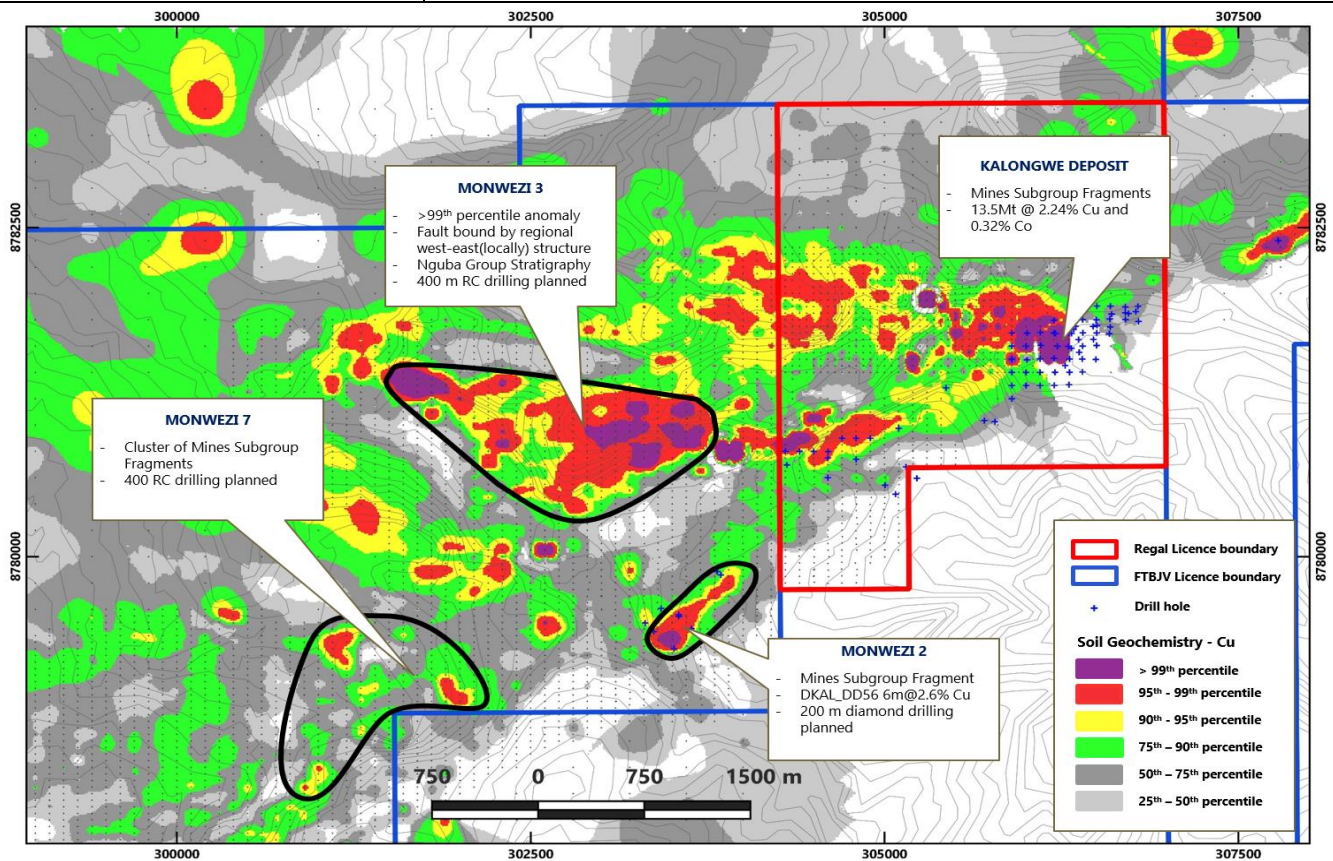 300000
302500
305000
307500
8782500
8782500
8780000
8780000
MONWEZI 3
- >99th percentile anomaly
- Fault bound by regional
west-east(locally) structure
- Nguba Group Stratigraphy
- 400 m RC drilling planned
KALONGWE DEPOSIT
- Mines Subgroup Fragments
- 13.5Mt @ 2.24% Cu and
0.32% Co
MONWEZI 7
- Cluster of Mines Subgroup
Fragments
- 400 RC drilling planned
MONWEZI 2
- Mines Subgroup Fragment
- DKAL_DD56 6m@2.6% Cu
- 200 m diamond drilling
planned
Regal Licence boundary
FTBJV Licence boundary
Drill hole
Soil Geochemistry - Cu
> 99th percentile
95th - 99th percentile
90th - 95th percentile
75th – 90th percentile
50th – 75th percentile
25th – 50th percentile
750 0 750 1500 m
300000
302500
305000
307500